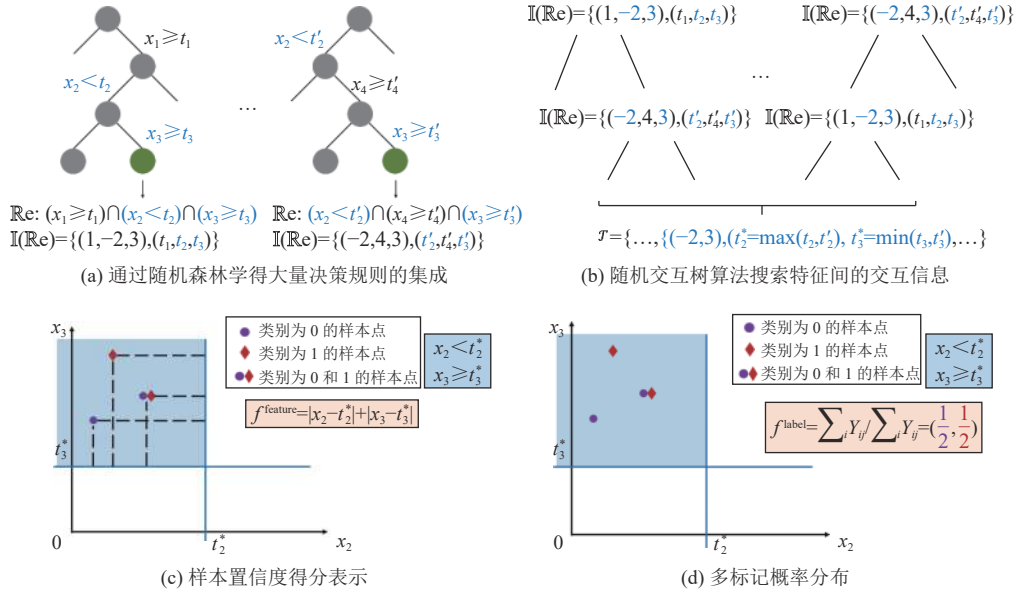 x₁≥t₁
x₂<t₂
x₃≥t₃
…
x₂<t′₂
x₄≥t′₄
x₃≥t′₃
ℝe: (x₁≥t₁)∩(x₂<t₂)∩(x₃≥t₃)
𝕀(ℝe)={(1,−2,3),(t₁,t₂,t₃)}
ℝe: (x₂<t′₂)∩(x₄≥t′₄)∩(x₃≥t′₃)
𝕀(ℝe)={(−2,4,3),(t′₂,t′₄,t′₃)}
(a) 通过随机森林学得大量决策规则的集成
𝕀(ℝe)={(1,−2,3),(t₁,t₂,t₃)}
𝕀(ℝe)={(−2,4,3),(t′₂,t′₄,t′₃)}
…
𝕀(ℝe)={(−2,4,3),(t′₂,t′₄,t′₃)}
𝕀(ℝe)={(1,−2,3),(t₁,t₂,t₃)}
𝒯={…,{(−2,3),(t₂*=max(t₂,t′₂), t₃*=min(t₃,t′₃),…}
(b) 随机交互树算法搜索特征间的交互信息
x₃
类别为 0 的样本点
类别为 1 的样本点
类别为 0 和 1 的样本点
x₂<t₂*
x₃≥t₃*
f^feature=|x₂−t₂*|+|x₃−t₃*|
t₃*
0
t₂*
x₂
(c) 样本置信度得分表示
x₃
类别为 0 的样本点
类别为 1 的样本点
类别为 0 和 1 的样本点
x₂<t₂*
x₃≥t₃*
f^label=∑ᵢYᵢⱼ/∑ᵢYᵢⱼ=(1/2,1/2)
t₃*
0
t₂*
x₂
(d) 多标记概率分布